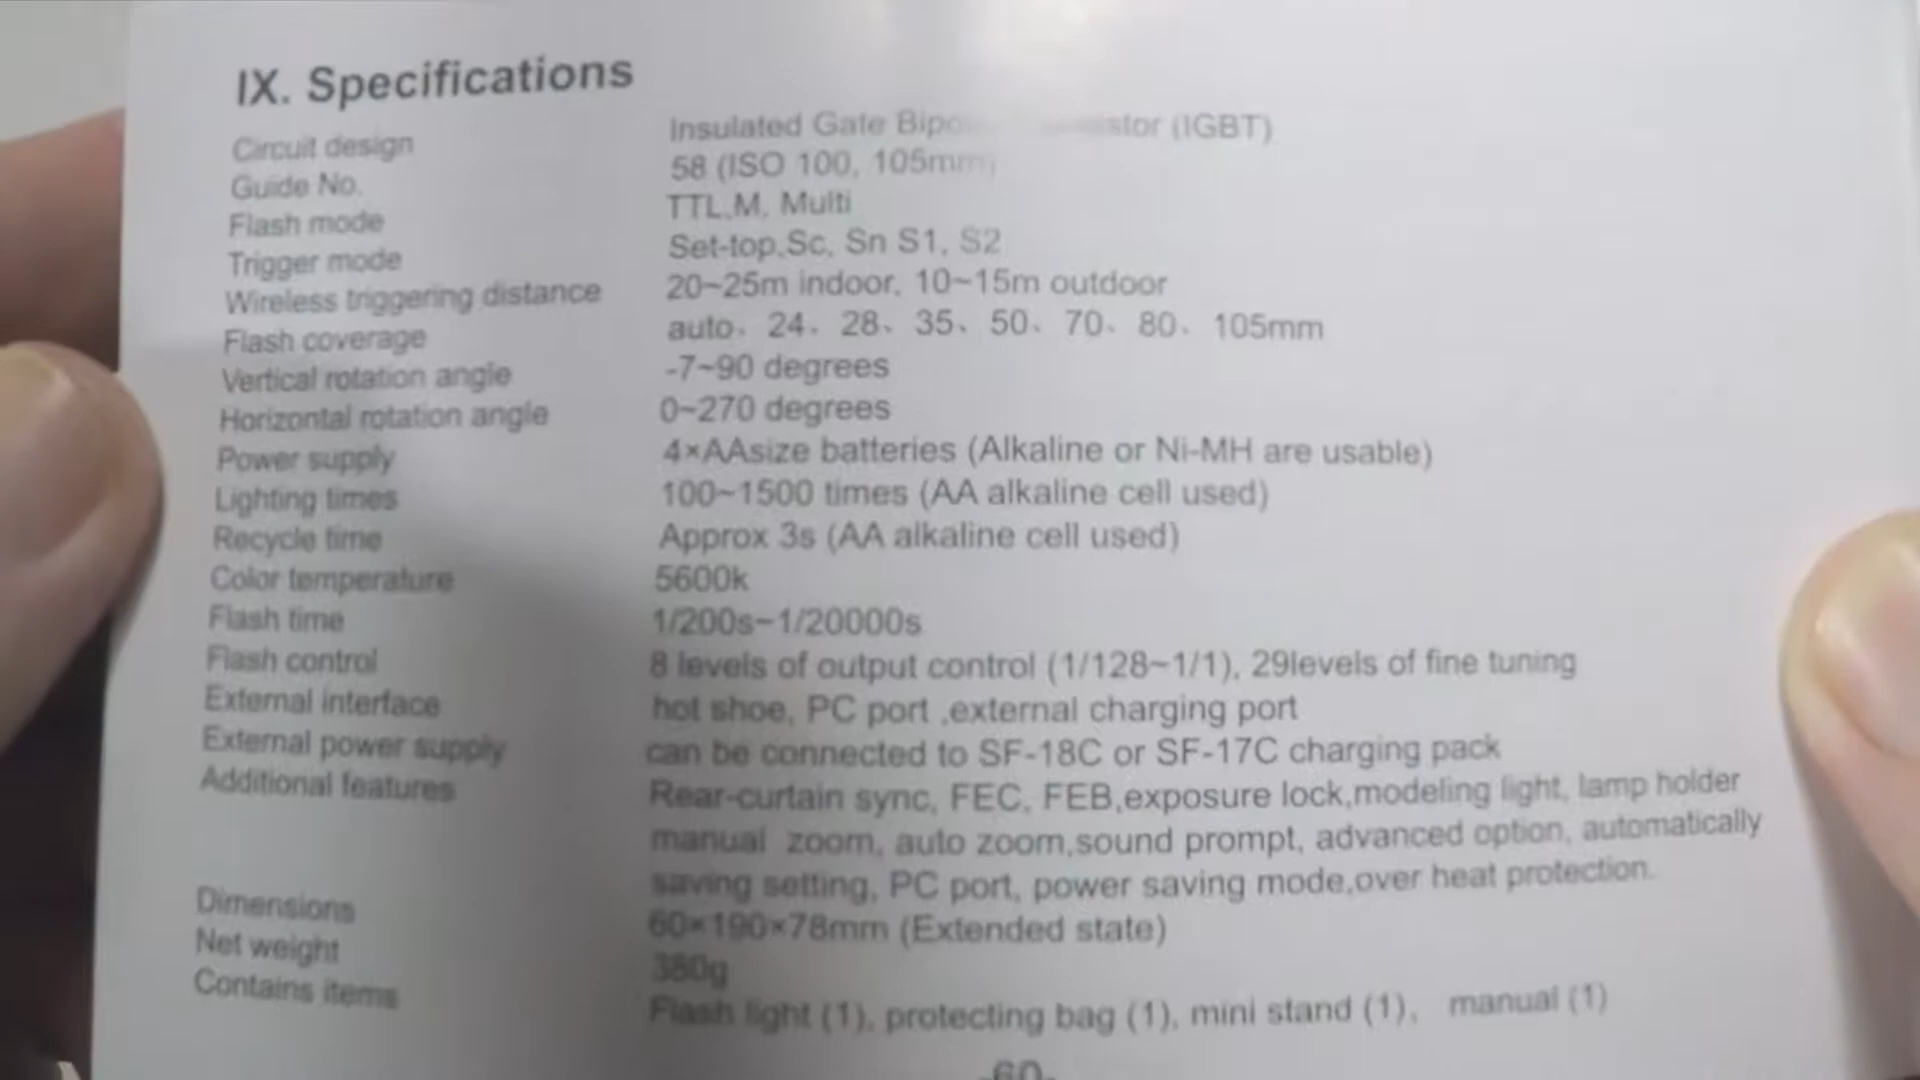 IX. Specifications
Circuit design Insulated Gate (IGBT)
Guide No. 58 (ISO 100, 105mm)
Flash mode TTL,M, Multi
Trigger mode Set-top,Sc, Sn S1, S2
Wireless triggering distance 20~25m indoor, 10~15m outdoor
Flash coverage auto、24、28、35、50、70、80、105mm
Vertical rotation angle -7~90 degrees
Horizontal rotation angle 0~270 degrees
Power supply 4×AAsize batteries (Alkaline or Ni-MH are usable)
Lighting times 100~1500 times (AA alkaline cell used)
Recycle time Approx 3s (AA alkaline cell used)
Color temperature 5600k
Flash time 1/200s~1/20000s
Flash control 8 levels of output control (1/128~1/1), 29levels of fine tuning
External interface hot shoe, PC port ,external charging port
External power supply can be connected to SF-18C or SF-17C charging pack
Additional features Rear-curtain sync, FEC, FEB,exposure lock,modeling light, lamp holder
manual zoom, auto zoom,sound prompt, advanced option, automatically
saving setting, PC port, power saving mode,over heat protection.
Dimensions 60×190×78mm (Extended state)
Net weight 380g
Contains items Flash light (1), protecting bag (1), mini stand (1), manual (1)
-60-